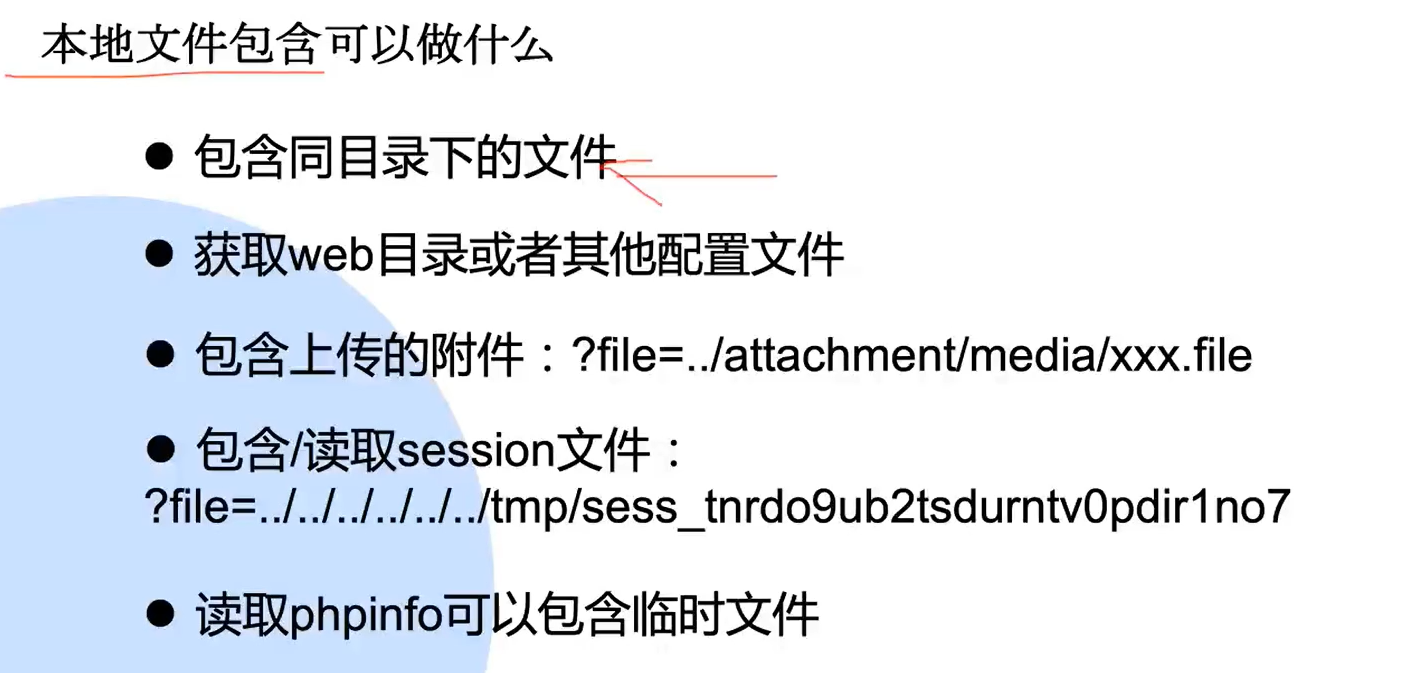 本地文件包含可以做什么
● 包含同目录下的文件
● 获取web目录或者其他配置文件
● 包含上传的附件：?file=../attachment/media/xxx.file
● 包含/读取session文件：
?file=../../../../../../tmp/sess_tnrdo9ub2tsdurntv0pdir1no7
● 读取phpinfo可以包含临时文件